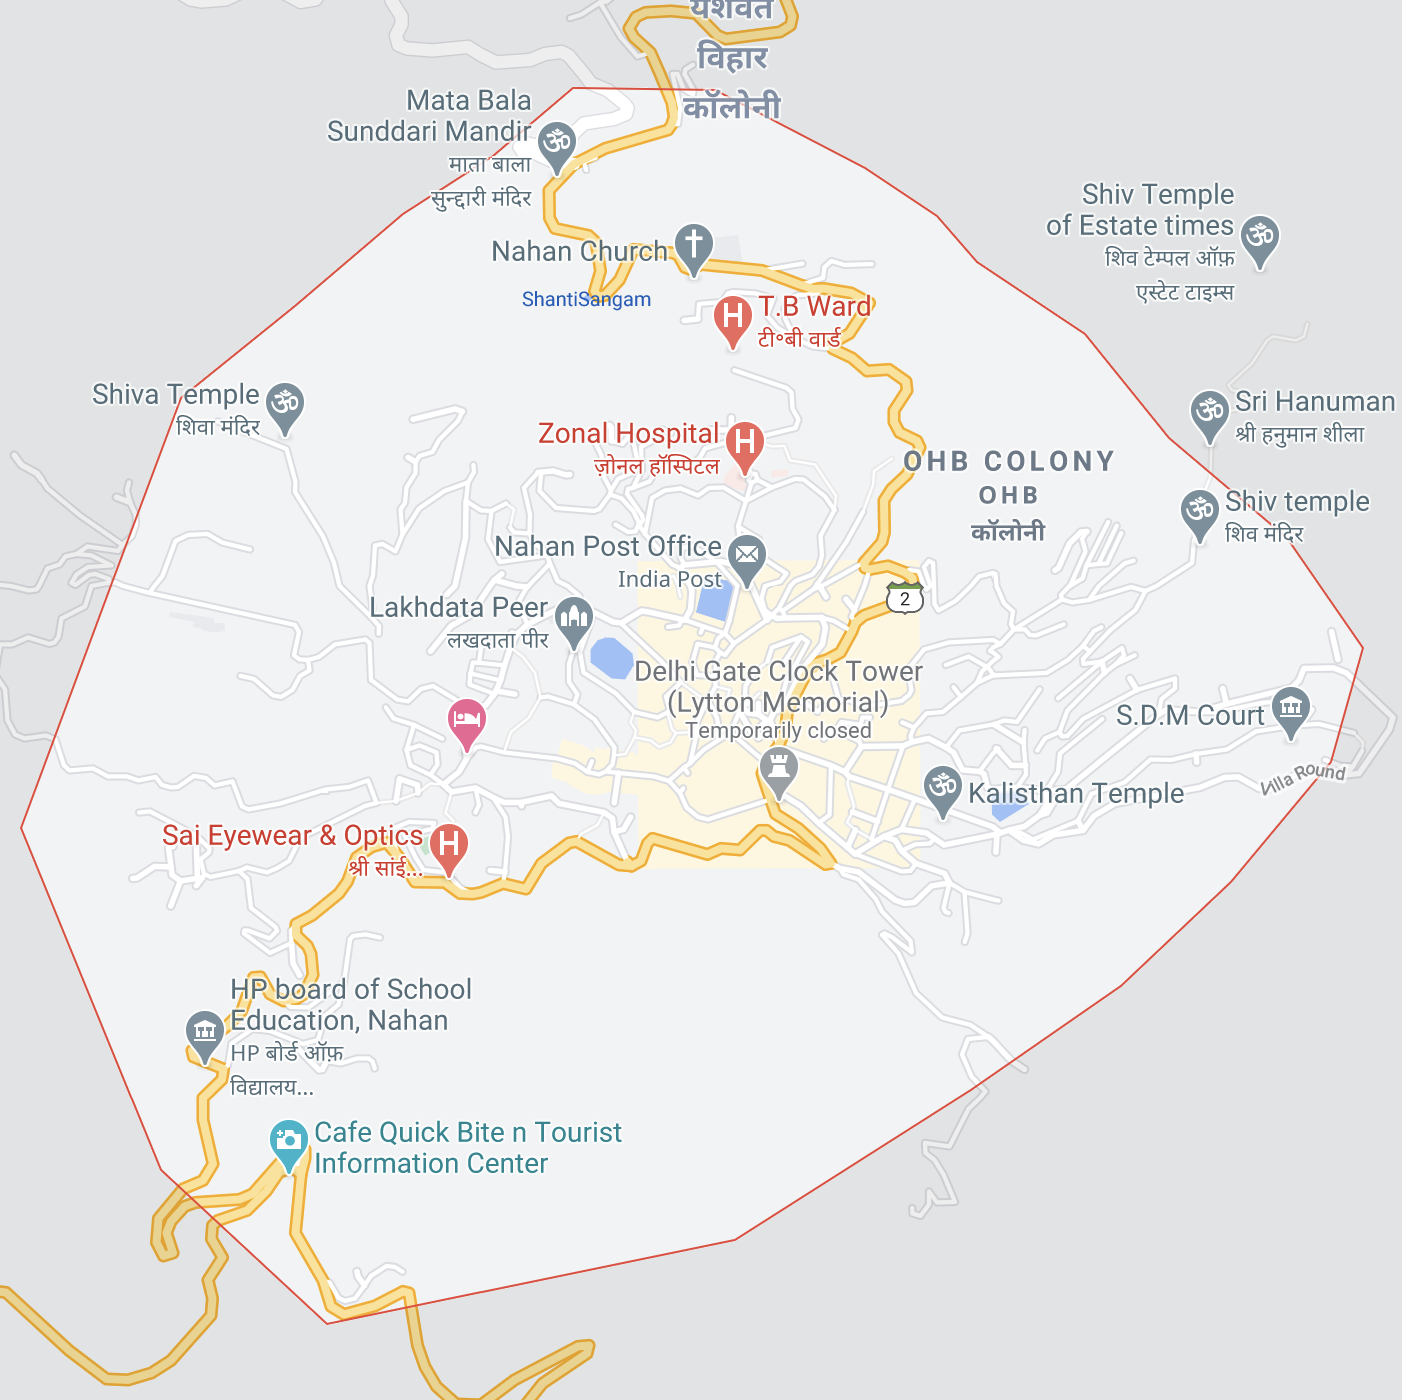 यशवंत
विहार
कॉलोनी
Mata Bala
Sunddari Mandir
माता बाला
सुन्द्दारी मंदिर
Shiv Temple
of Estate times
शिव टेम्पल ऑफ़
एस्टेट टाइम्स
Nahan Church
ShantiSangam
T.B Ward
टी॰बी वार्ड
Shiva Temple
शिवा मंदिर
Sri Hanuman
श्री हनुमान शीला
Zonal Hospital
ज़ोनल हॉस्पिटल
OHB COLONY
OHB
कॉलोनी
Shiv temple
शिव मंदिर
Nahan Post Office
India Post
2
Lakhdata Peer
लखदाता पीर
Delhi Gate Clock Tower
(Lytton Memorial)
Temporarily closed
S.D.M Court
Villa Round
Kalisthan Temple
Sai Eyewear & Optics
श्री सांई...
HP board of School
Education, Nahan
HP बोर्ड ऑफ़
विद्यालय...
Cafe Quick Bite n Tourist
Information Center